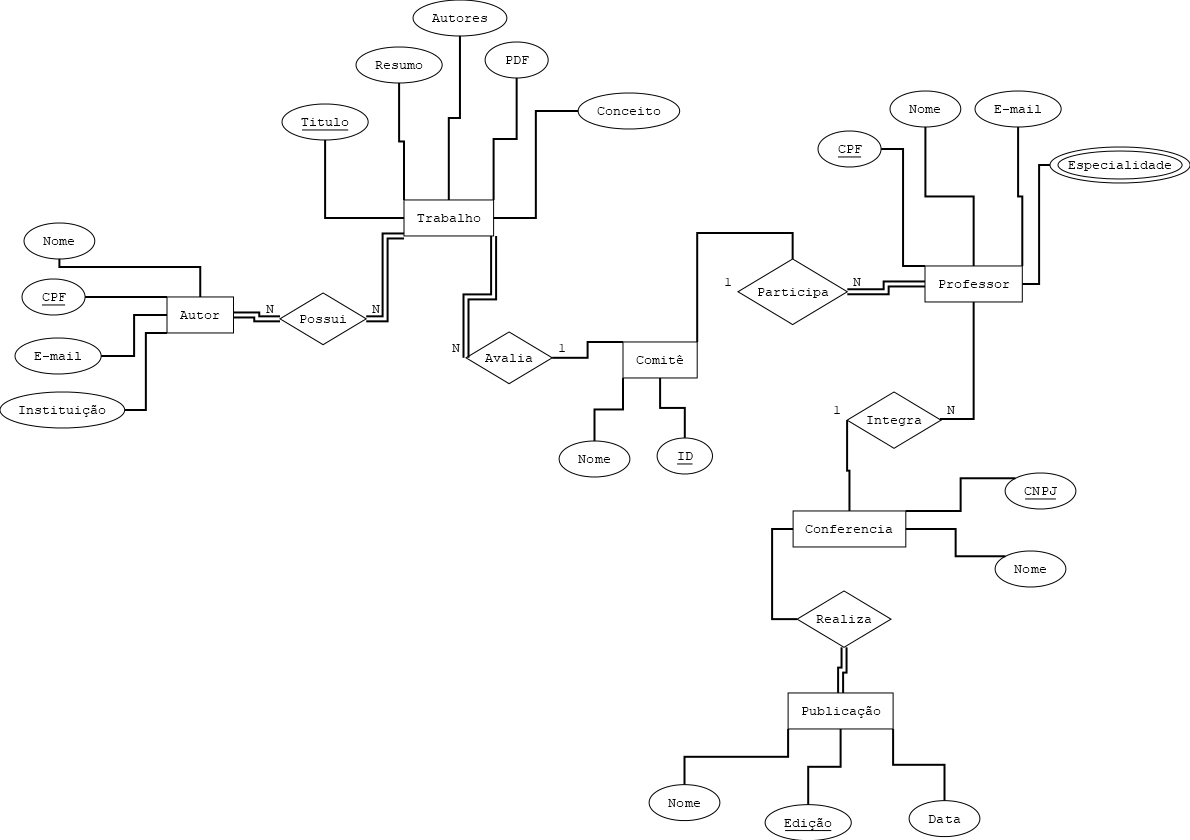 Autores
Resumo
PDF
Titulo
Conceito
Nome
E-mail
CPF
Especialidade
Trabalho
Nome
CPF
Autor
E-mail
Instituição
N
Possui
N
N
Avalia
1
Comitê
Nome
ID
1
Participa
N
Professor
1
Integra
N
CNPJ
Conferencia
Nome
Realiza
Publicação
Nome
Edição
Data